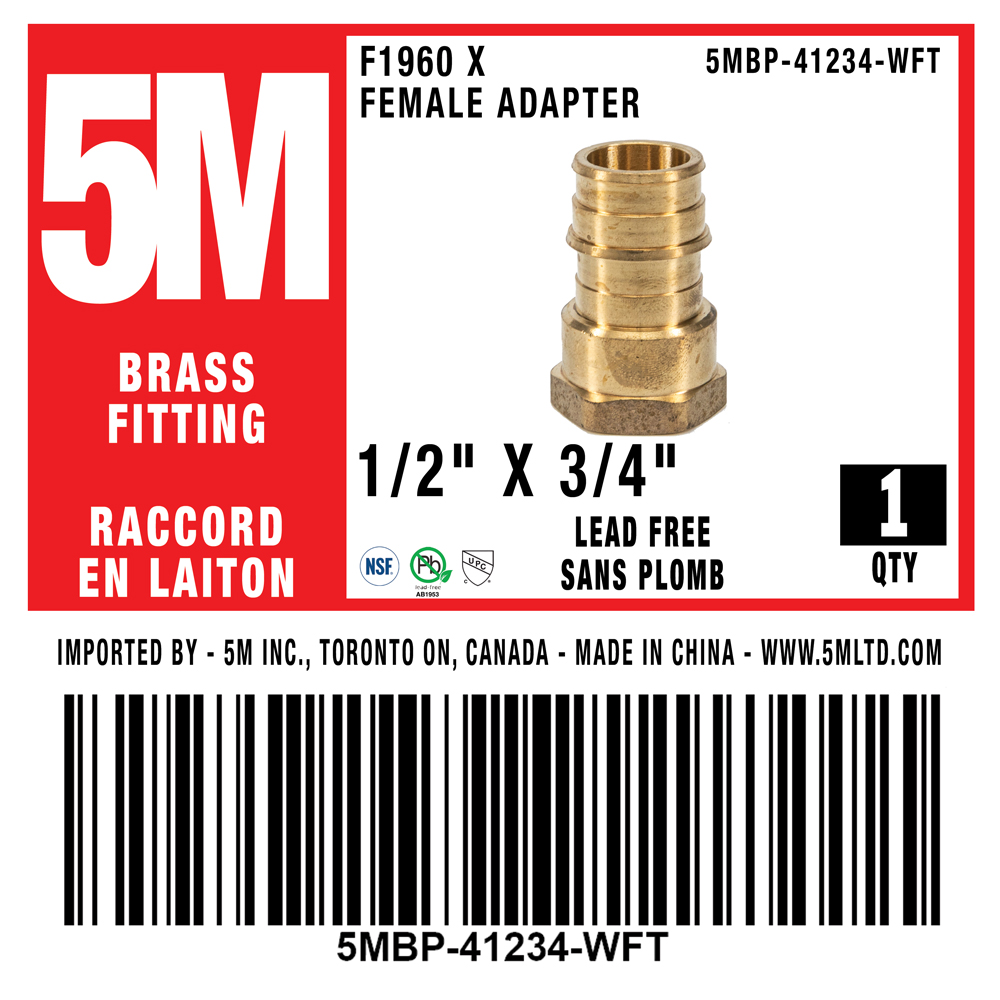 5M
BRASS
FITTING
RACCORD
EN LAITON
F1960 X
FEMALE ADAPTER
5MBP-41234-WFT
1/2" X 3/4"
LEAD FREE
SANS PLOMB
1
QTY
NSF
Pb
lead-free
AB1953
UPC
C ®
IMPORTED BY - 5M INC., TORONTO ON, CANADA - MADE IN CHINA - WWW.5MLTD.COM
5MBP-41234-WFT